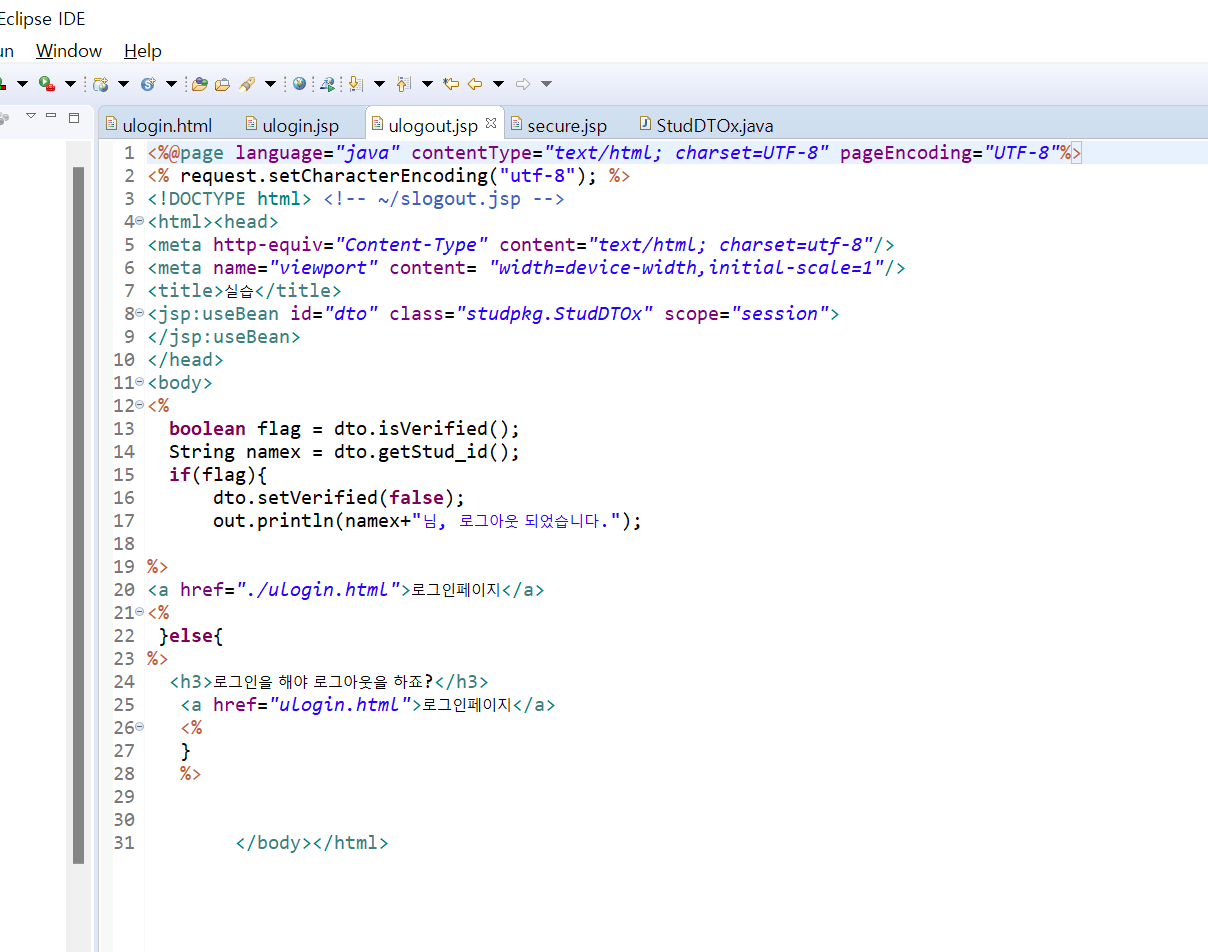 Eclipse IDE
un Window Help
ulogin.html ulogin.jsp ulogout.jsp secure.jsp StudDTOx.java
1 <%@page language="java" contentType="text/html; charset=UTF-8" pageEncoding="UTF-8"%>
2 <% request.setCharacterEncoding("utf-8"); %>
3 <!DOCTYPE html> <!-- ~/slogout.jsp -->
4 <html><head>
5 <meta http-equiv="Content-Type" content="text/html; charset=utf-8"/>
6 <meta name="viewport" content= "width=device-width,initial-scale=1"/>
7 <title>실습</title>
8 <jsp:useBean id="dto" class="studpkg.StudDTOx" scope="session">
9 </jsp:useBean>
10 </head>
11 <body>
12 <%
13 boolean flag = dto.isVerified();
14 String namex = dto.getStud_id();
15 if(flag){
16 dto.setVerified(false);
17 out.println(namex+"님, 로그아웃 되었습니다.");
18
19 %>
20 <a href="./ulogin.html">로그인페이지</a>
21 <%
22 }else{
23 %>
24 <h3>로그인을 해야 로그아웃을 하죠?</h3>
25 <a href="ulogin.html">로그인페이지</a>
26 <%
27 }
28 %>
29
30
31 </body></html>